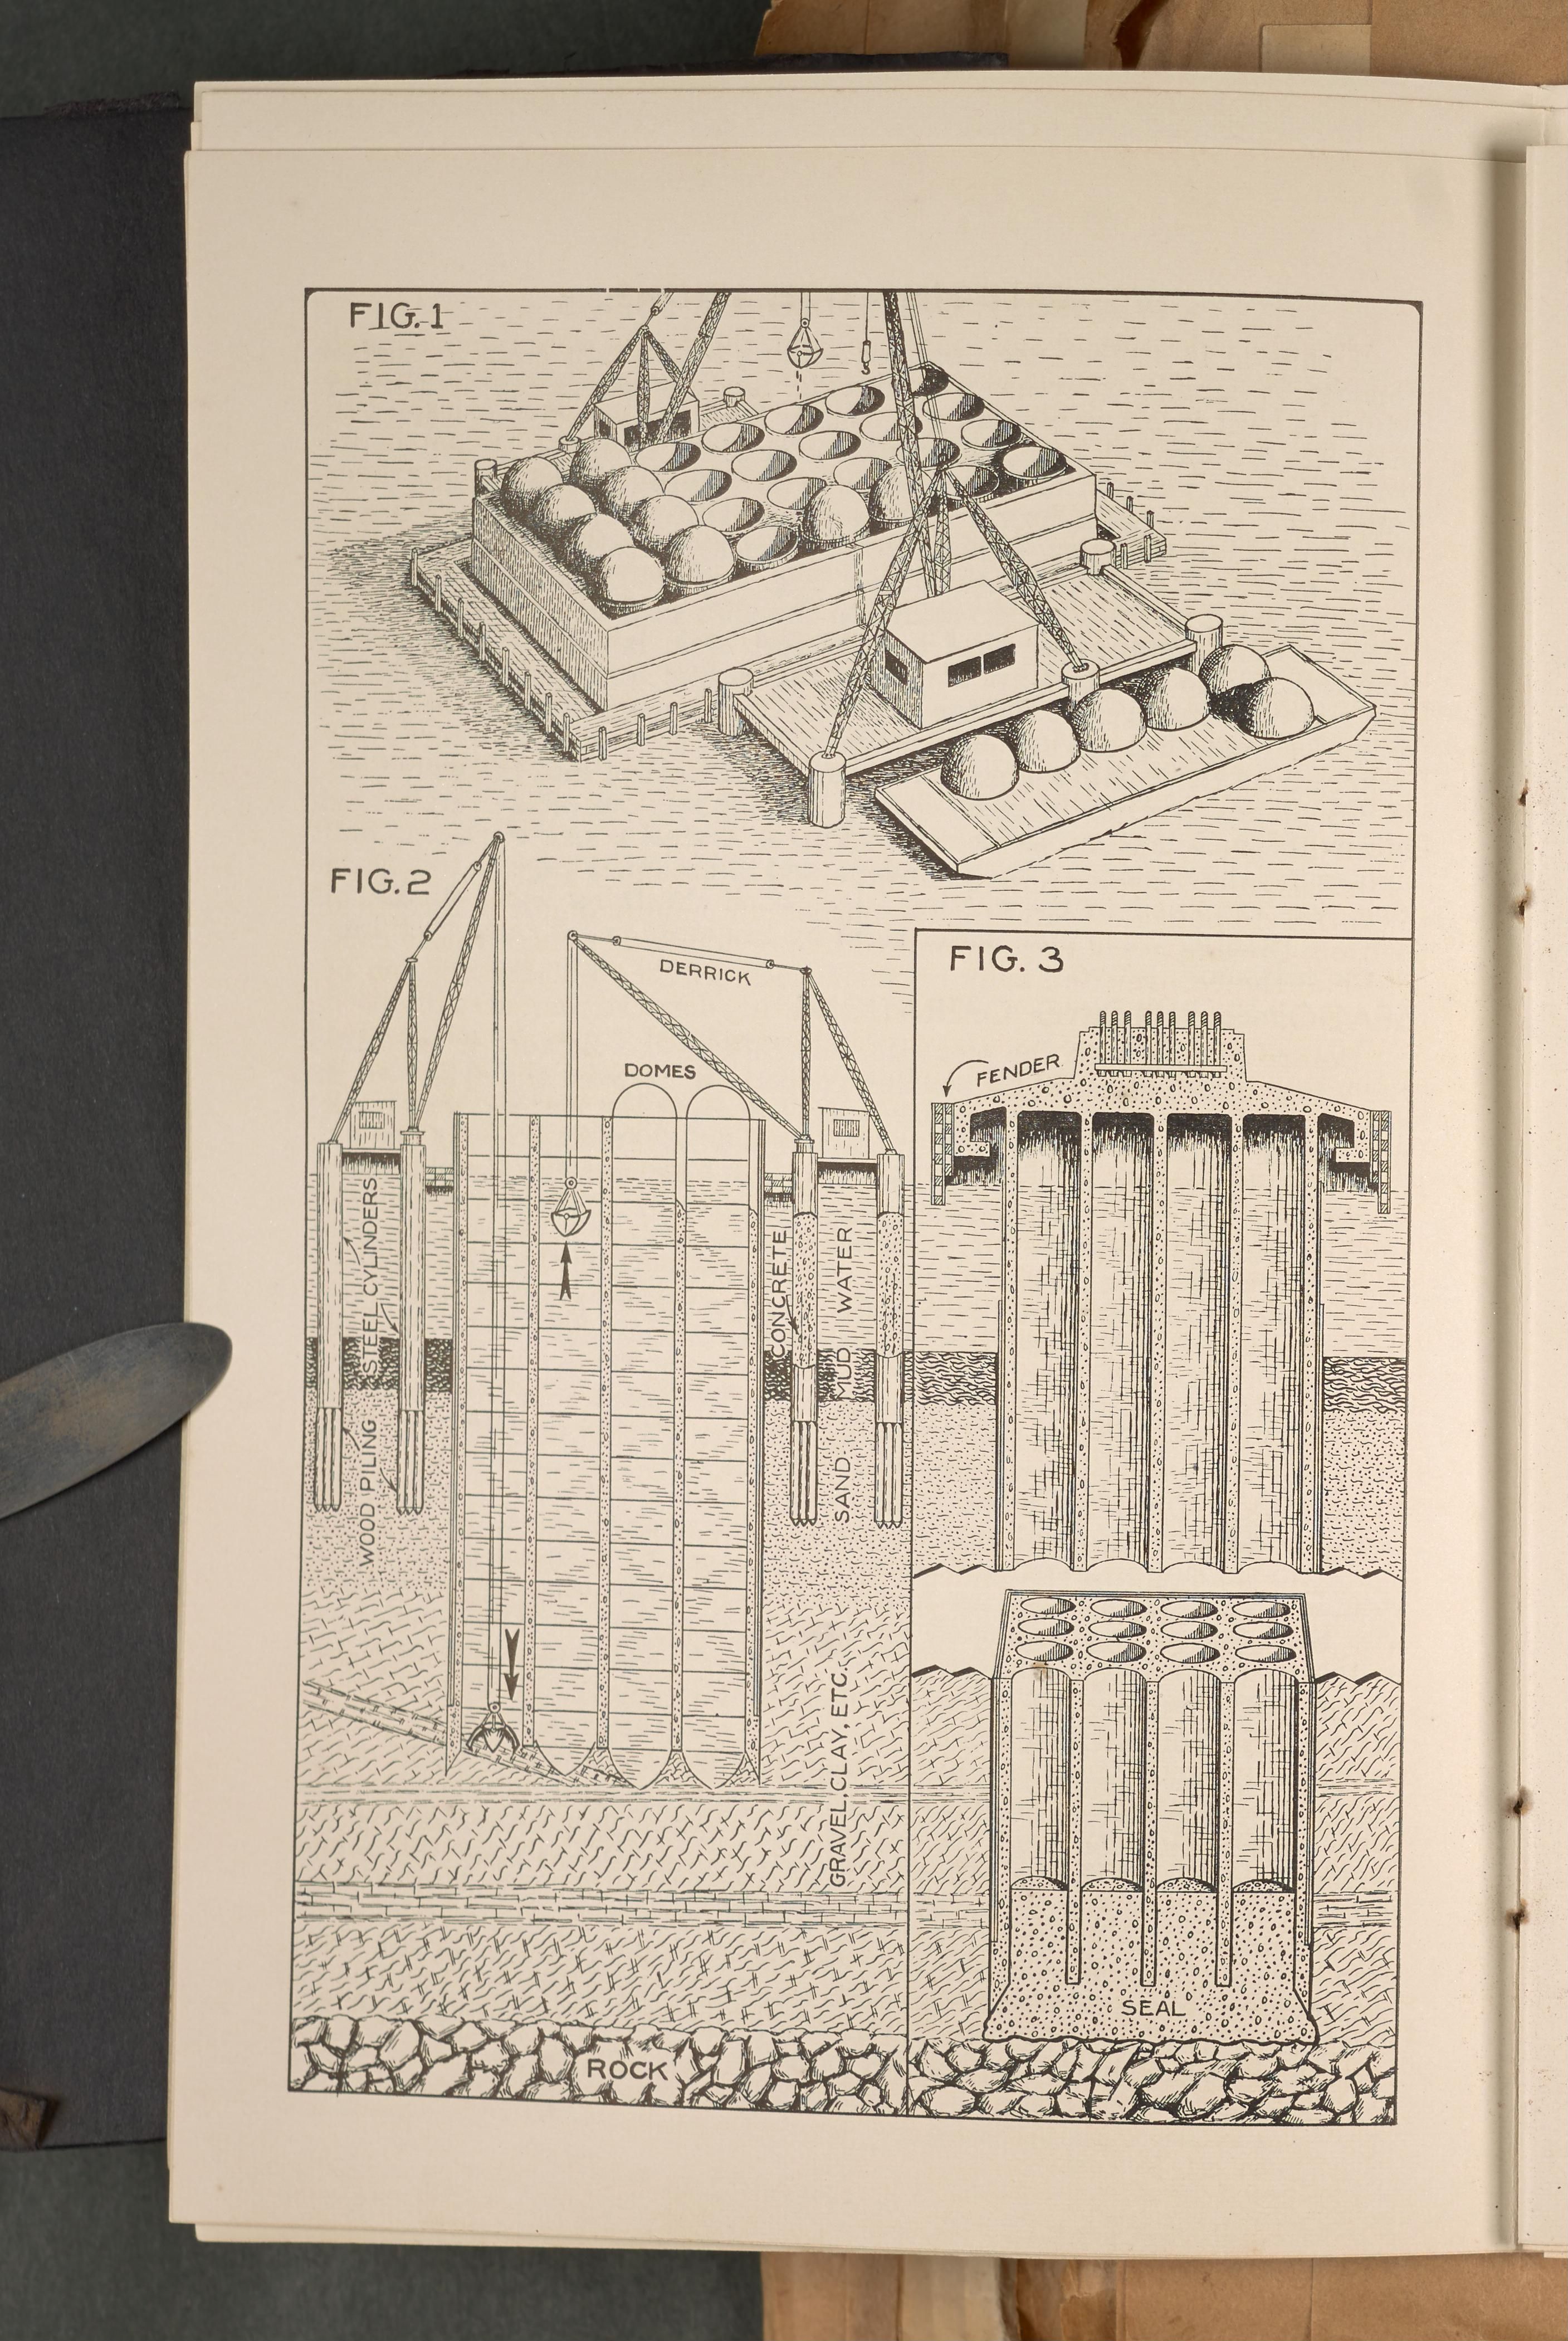 FIG. 1
FIG. 2
DERRICK
DOMES
STEEL CYLINDERS
WOOD PILING
CONCRETE
WATER
MUD
SAND
GRAVEL, CLAY, ETC.
ROCK
FIG. 3
FENDER
SEAL